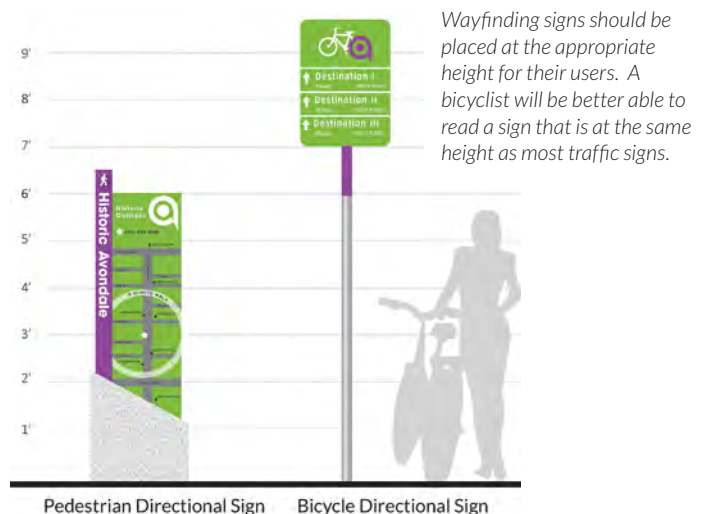 Wayfinding signs should be
placed at the appropriate
height for their users.  A
bicyclist will be better able to
read a sign that is at the same
height as most traffic signs.
9'
8'
7'
6'
5'
4'
3'
2'
1'
Destination i
Destination ii
Destination iii
Historic Avondale
Historic
Pedestrian Directional Sign
Bicycle Directional Sign